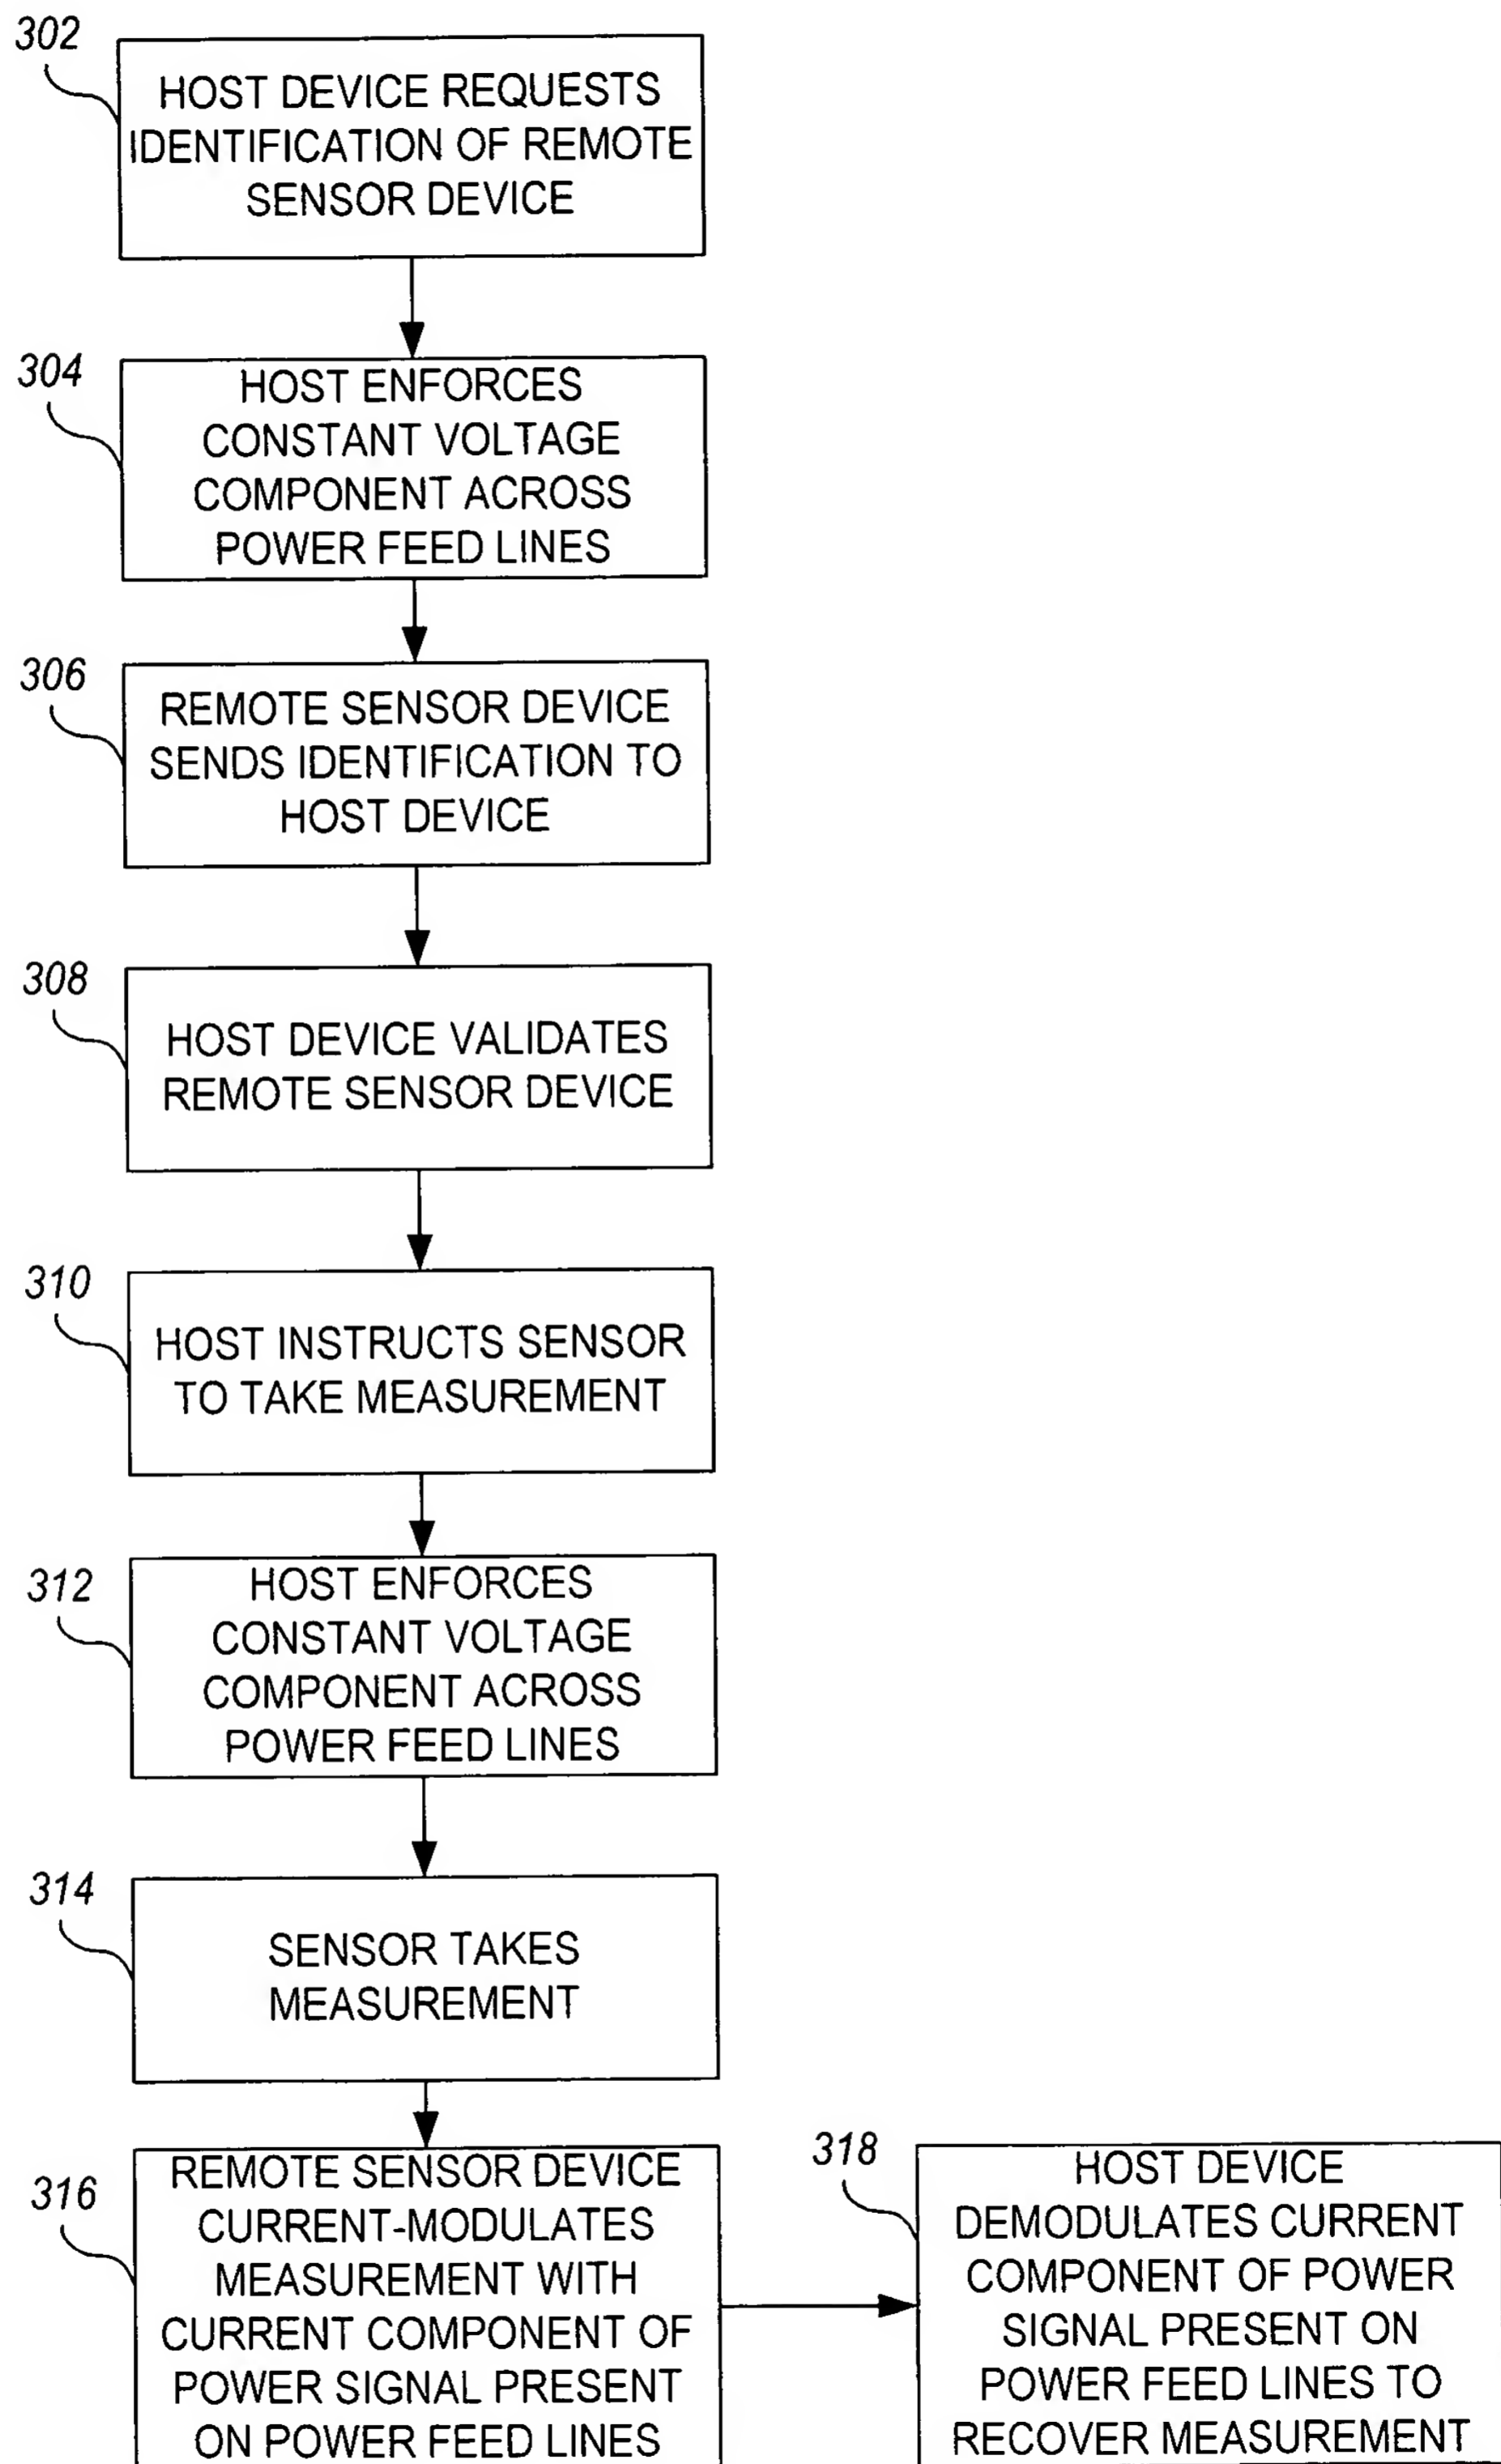 302
HOST DEVICE REQUESTS
IDENTIFICATION OF REMOTE
SENSOR DEVICE
304
HOST ENFORCES
CONSTANT VOLTAGE
COMPONENT ACROSS
POWER FEED LINES
306
REMOTE SENSOR DEVICE
SENDS IDENTIFICATION TO
HOST DEVICE
308
HOST DEVICE VALIDATES
REMOTE SENSOR DEVICE
310
HOST INSTRUCTS SENSOR
TO TAKE MEASUREMENT
312
HOST ENFORCES
CONSTANT VOLTAGE
COMPONENT ACROSS
POWER FEED LINES
314
SENSOR TAKES
MEASUREMENT
316
REMOTE SENSOR DEVICE
CURRENT-MODULATES
MEASUREMENT WITH
CURRENT COMPONENT OF
POWER SIGNAL PRESENT
ON POWER FEED LINES
318
HOST DEVICE
DEMODULATES CURRENT
COMPONENT OF POWER
SIGNAL PRESENT ON
POWER FEED LINES TO
RECOVER MEASUREMENT